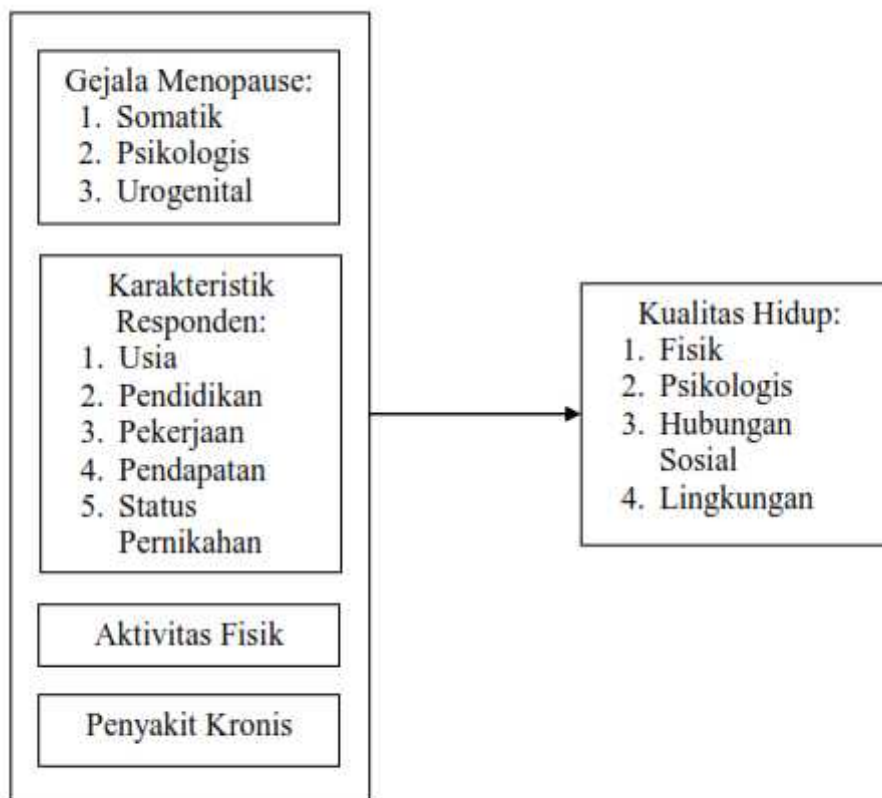 Gejala Menopause:
1. Somatik
2. Psikologis
3. Urogenital
Karakteristik
Responden:
1. Usia
2. Pendidikan
3. Pekerjaan
4. Pendapatan
5. Status
Pernikahan
Aktivitas Fisik
Penyakit Kronis
Kualitas Hidup:
1. Fisik
2. Psikologis
3. Hubungan
Sosial
4. Lingkungan